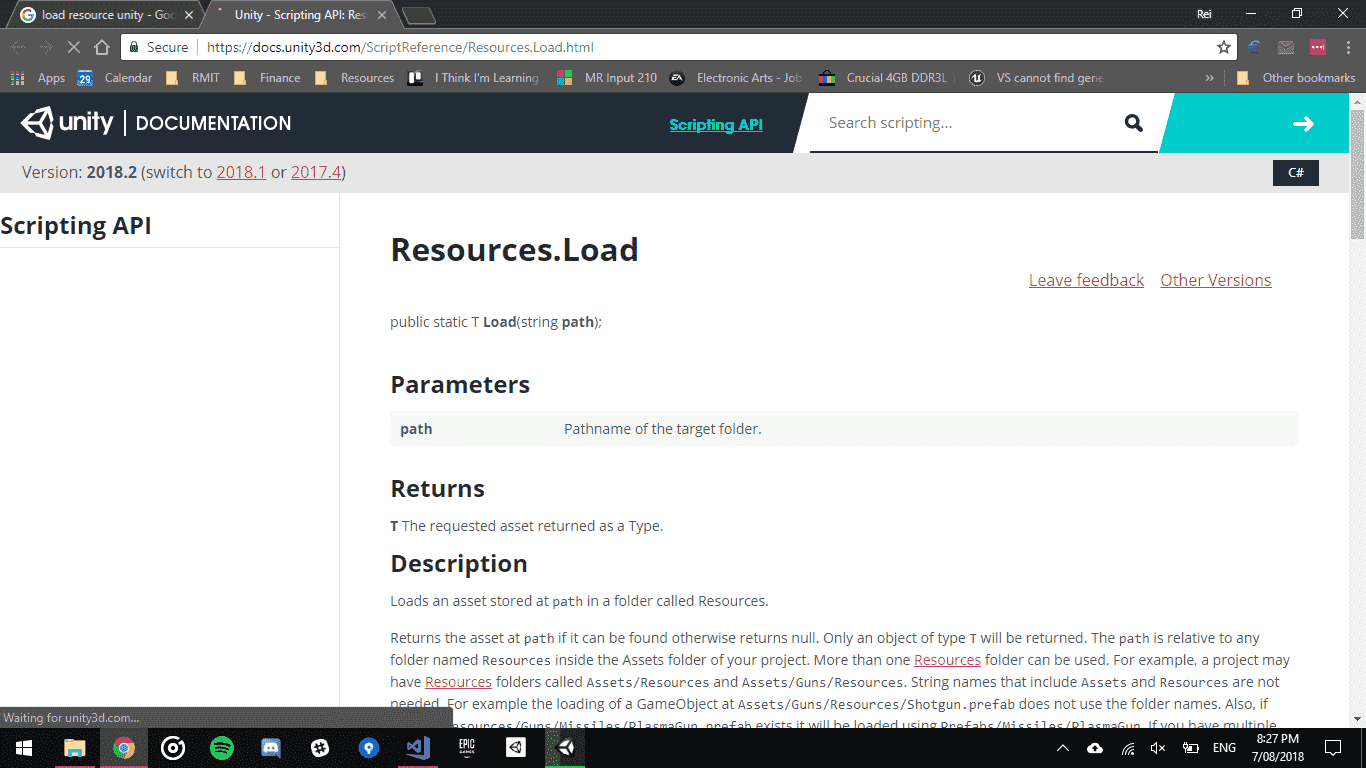 load resource unity - Goo
Unity - Scripting API: Res
Rei
Secure
https://docs.unity3d.com/ScriptReference/Resources.Load.html
Apps
29
Calendar
RMIT
Finance
Resources
I Think I'm Learning
MR Input 210
EA
Electronic Arts - Job
Crucial 4GB DDR3L
VS cannot find gene
»
Other bookmarks
unity | DOCUMENTATION
Scripting API
Search scripting...
Version: 2018.2 (switch to 2018.1 or 2017.4)
C#
Scripting API
Resources.Load
Leave feedback
Other Versions
public static T Load(string path);
Parameters
path
Pathname of the target folder.
Returns
T The requested asset returned as a Type.
Description
Loads an asset stored at path in a folder called Resources.
Returns the asset at path if it can be found otherwise returns null. Only an object of type T will be returned. The path is relative to any
folder named Resources inside the Assets folder of your project. More than one Resources folder can be used. For example, a project may
have Resources folders called Assets/Resources and Assets/Guns/Resources. String names that include Assets and Resources are not
needed. For example the loading of a GameObject at Assets/Guns/Resources/Shotgun.prefab does not use the folder names. Also, if
esources/Guns/Missiles/PlasmaGun.prefab exists it will be loaded using Prefabs/Missiles/PlasmaGun. If you have multiple
Waiting for unity3d.com...
EPIC
GAMES
ENG
8:27 PM
7/08/2018